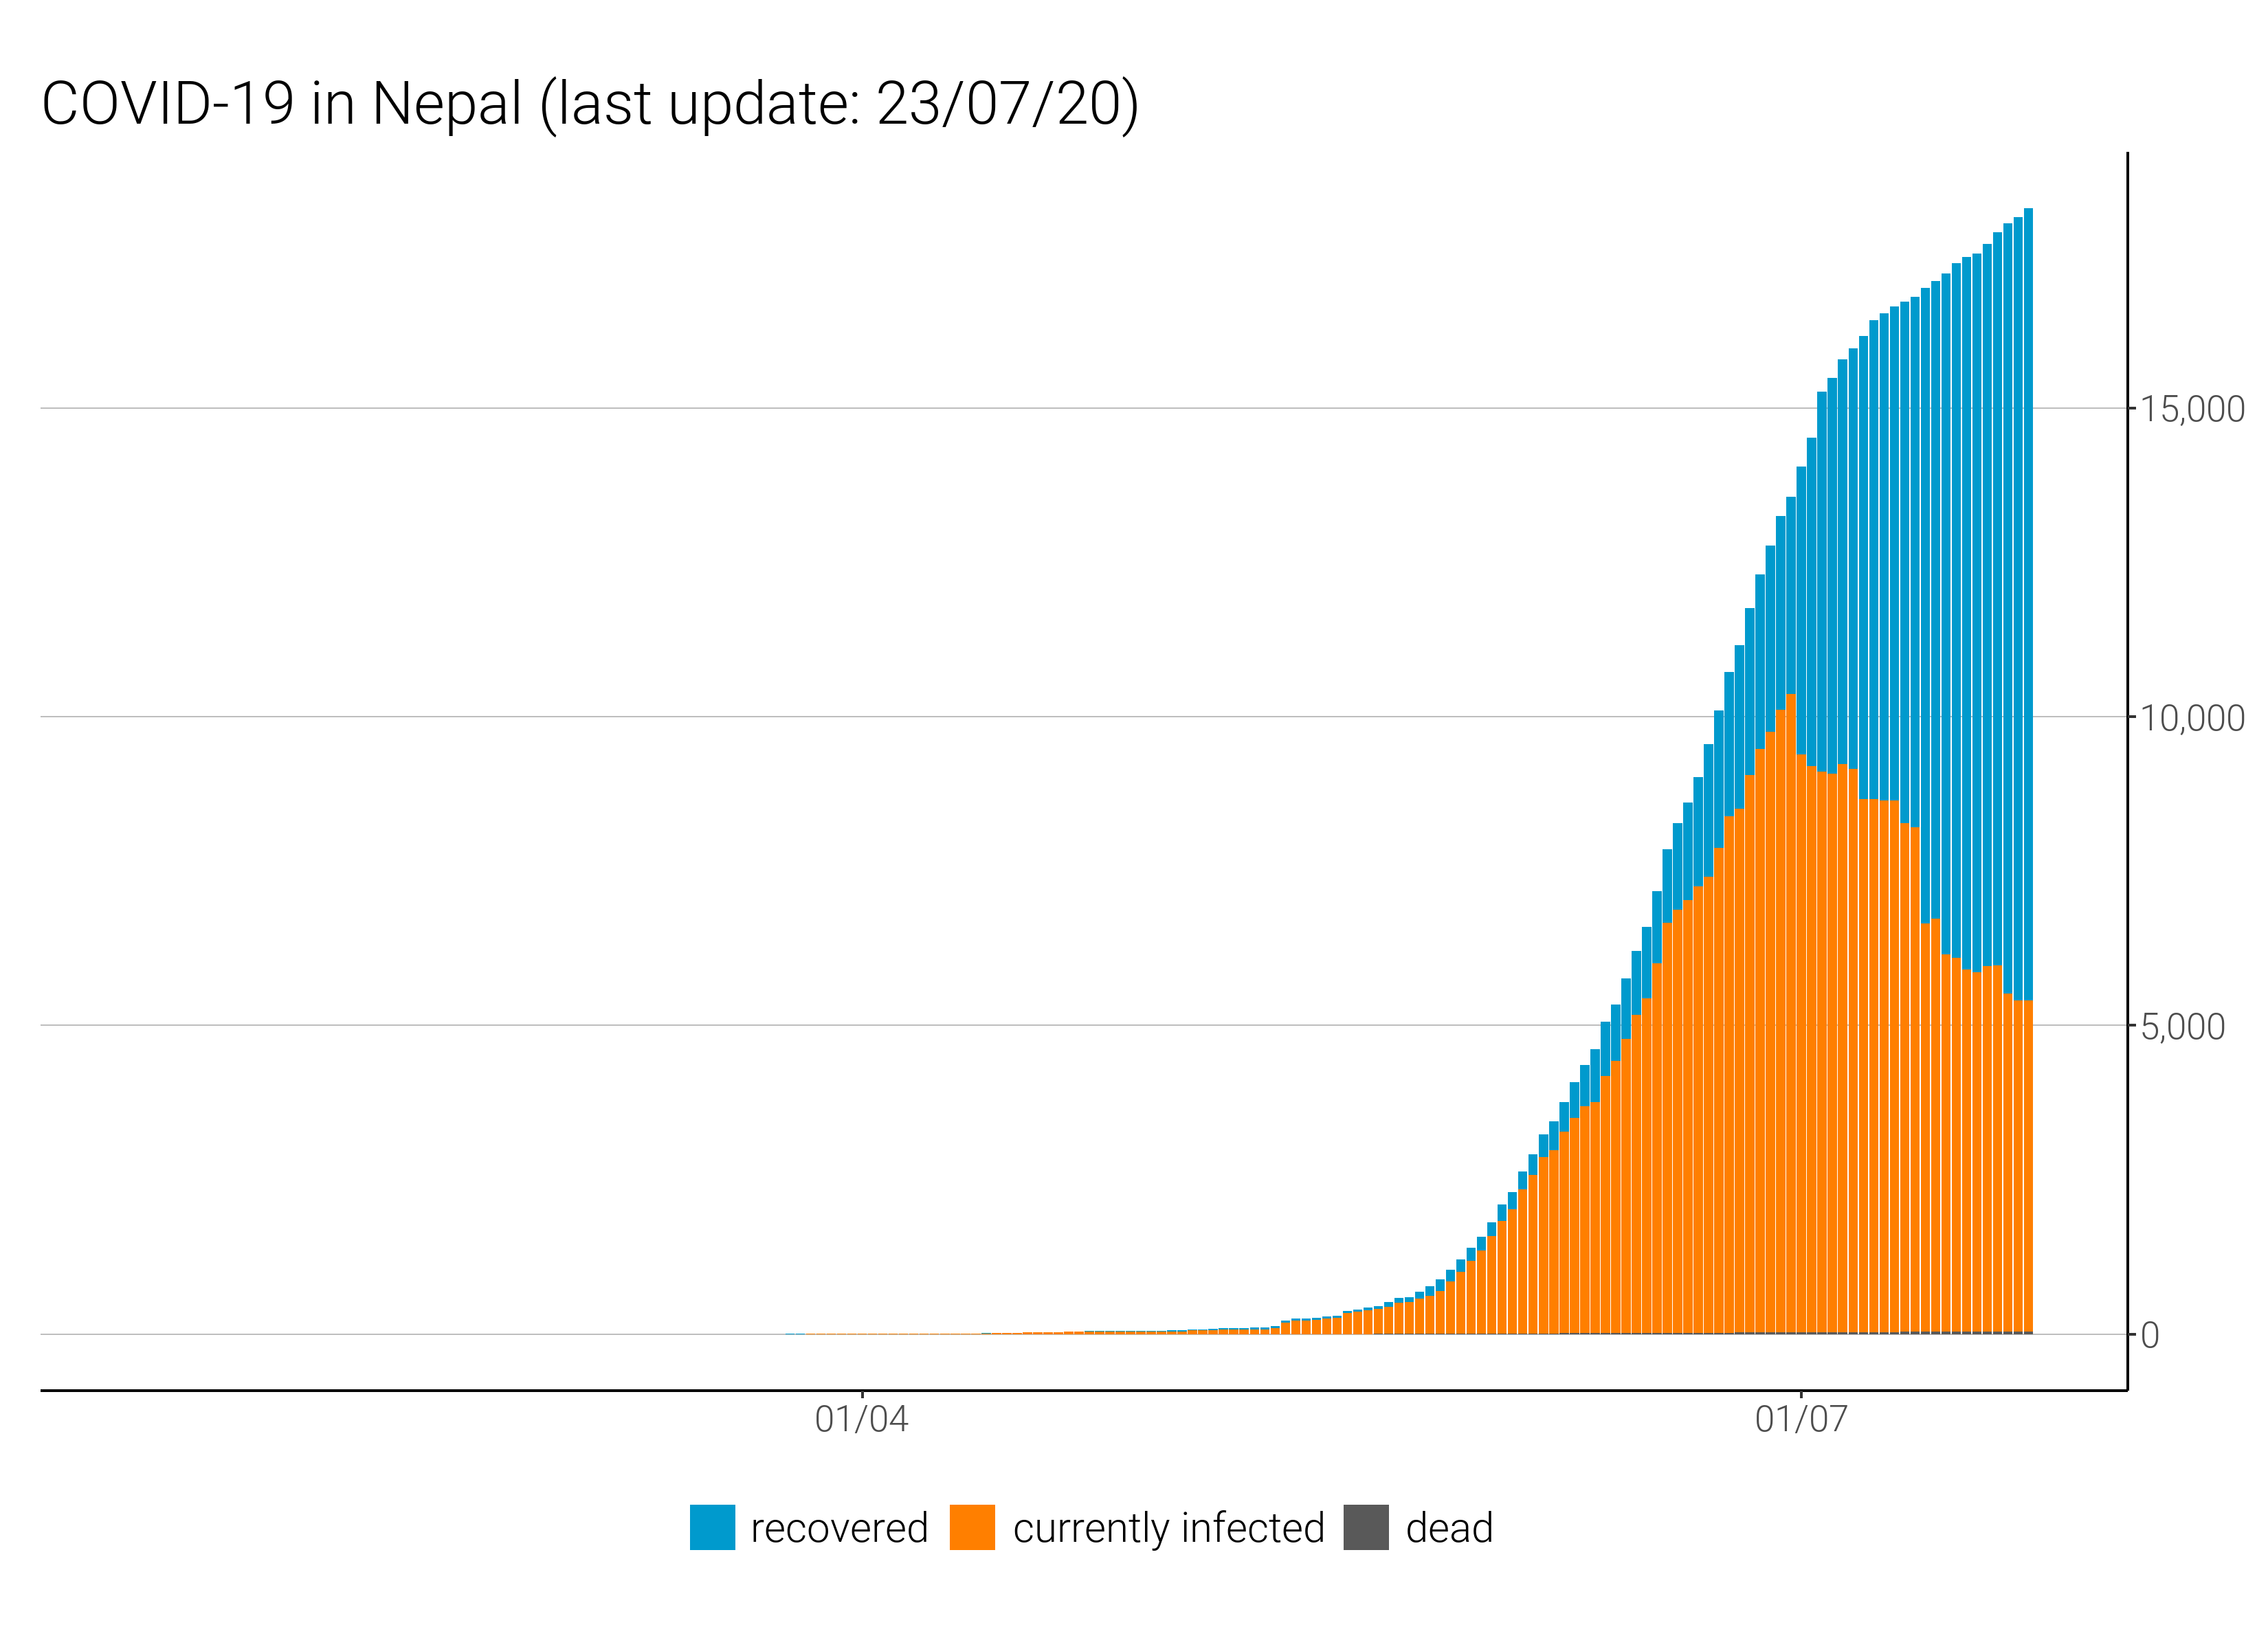 COVID-19 in Nepal (last update: 23/07/20)
15,000
10,000
5,000
0
01/04 01/07
recovered currently infected dead